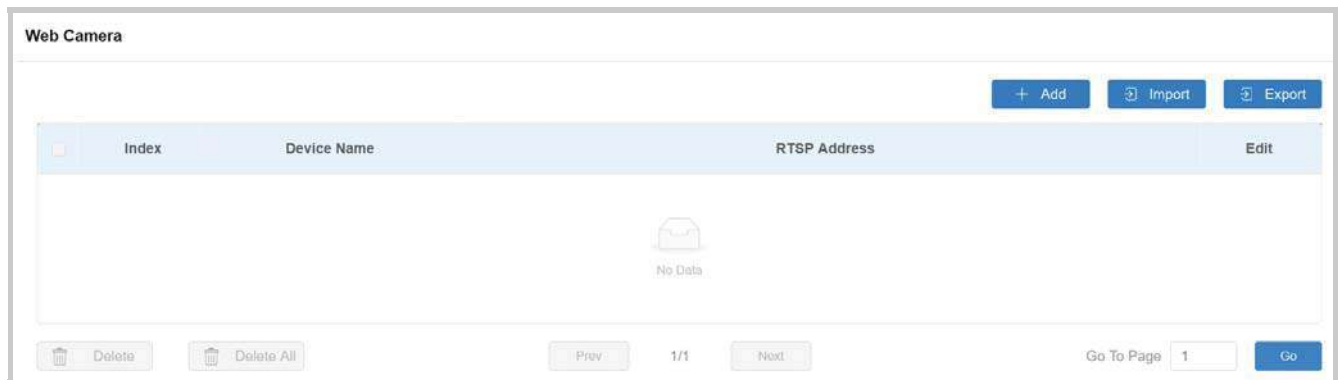 Web Camera
+ Add Import Export
Index Device Name RTSP Address Edit
No Data
Delete Delete All Prev 1/1 Next Go To Page 1 Go